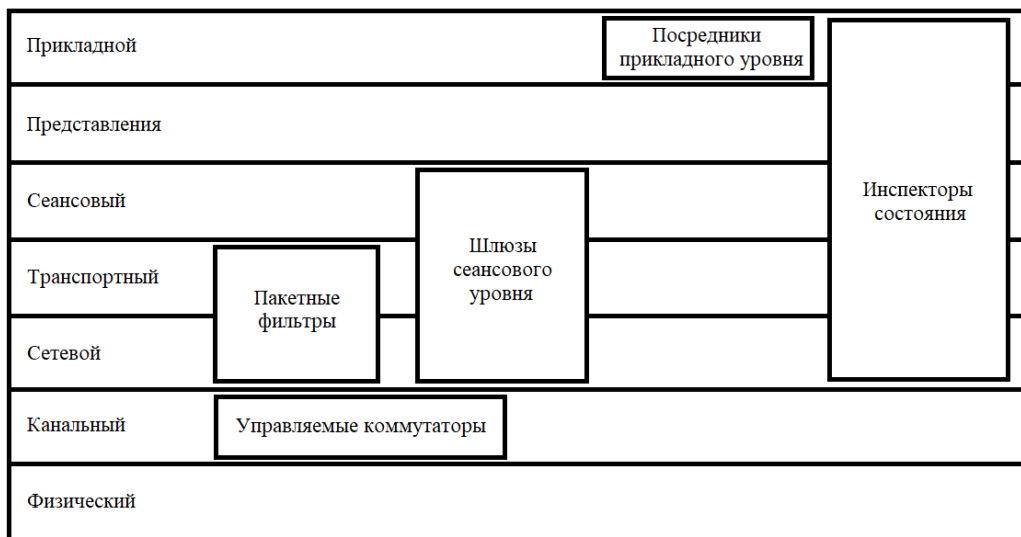 Прикладной
Посредники
прикладного уровня
Представления
Сеансовый
Инспекторы
состояния
Шлюзы
сеансового
уровня
Транспортный
Пакетные
фильтры
Сетевой
Канальный
Управляемые коммутаторы
Физический